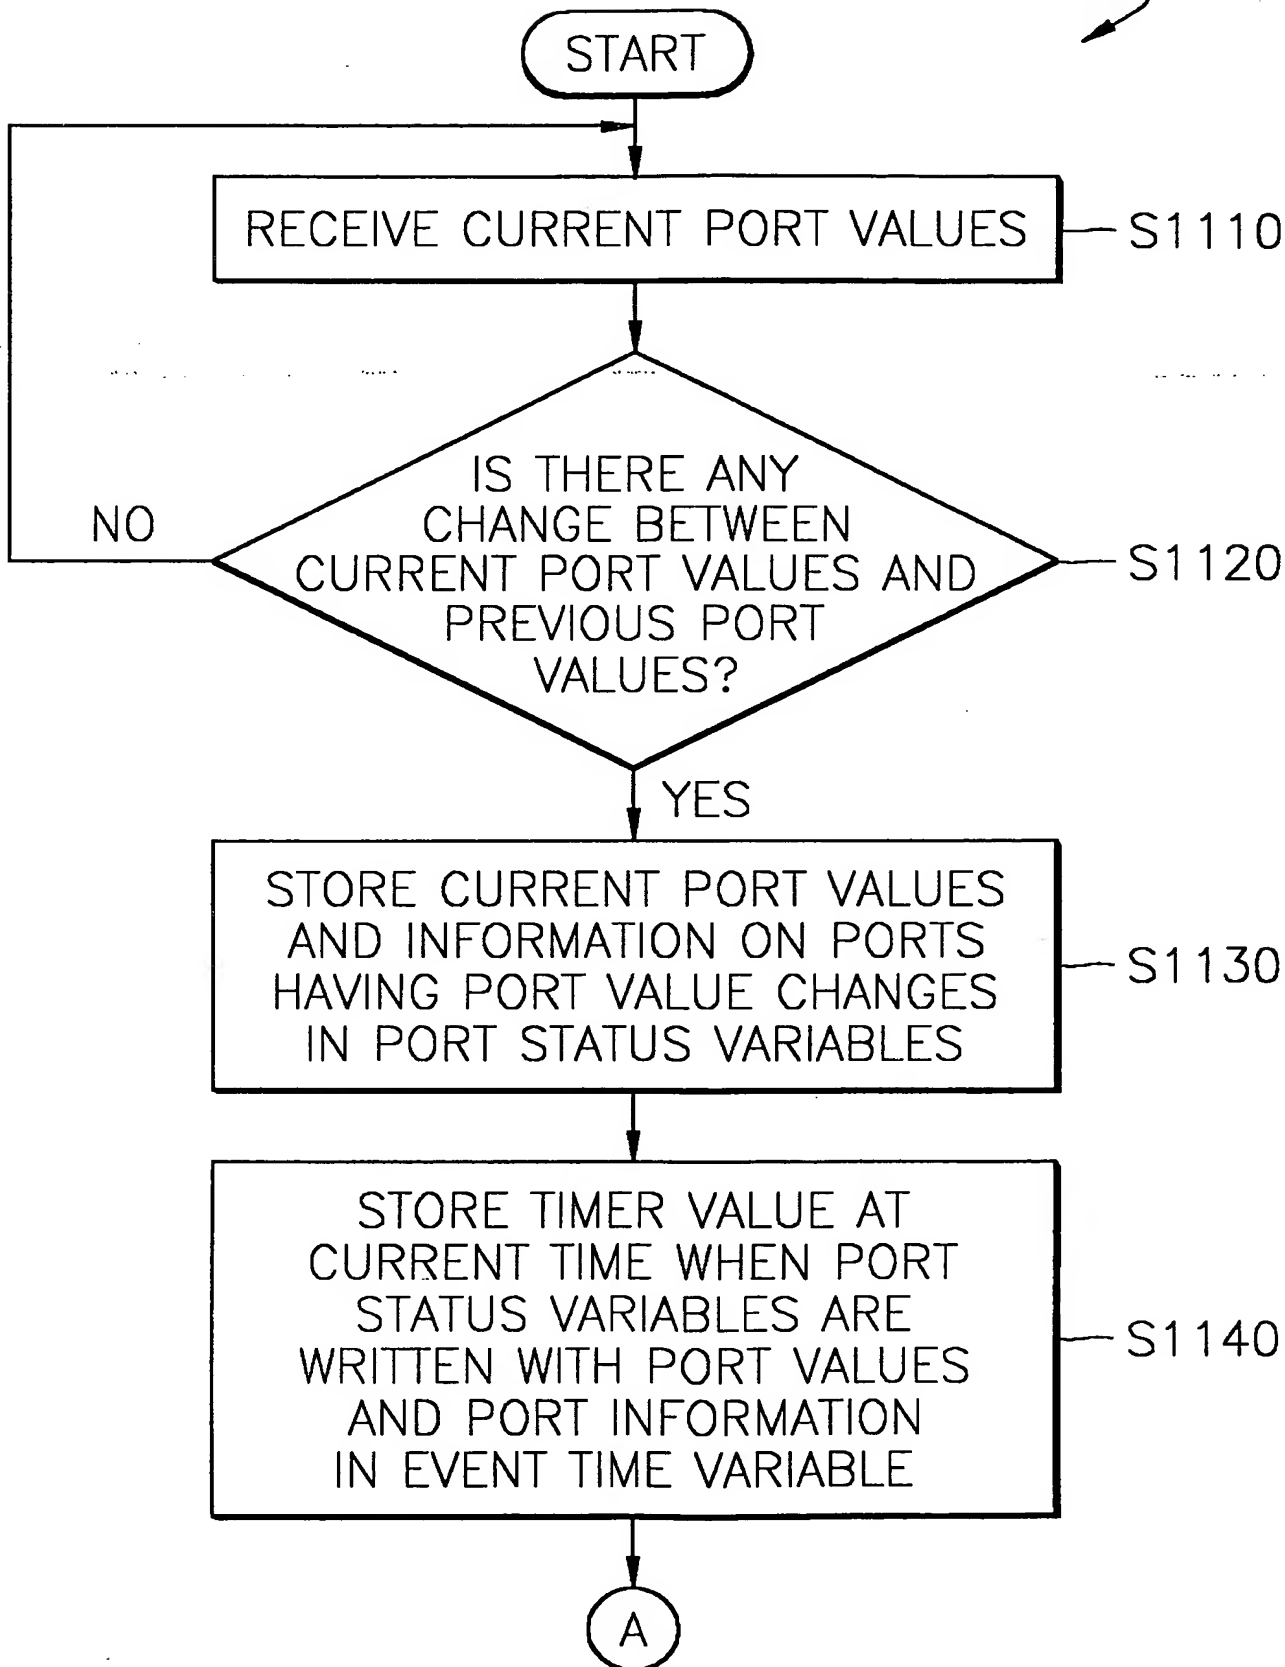 START
RECEIVE CURRENT PORT VALUES
S1110
IS THERE ANY
CHANGE BETWEEN
CURRENT PORT VALUES AND
PREVIOUS PORT
VALUES?
NO
S1120
YES
STORE CURRENT PORT VALUES
AND INFORMATION ON PORTS
HAVING PORT VALUE CHANGES
IN PORT STATUS VARIABLES
S1130
STORE TIMER VALUE AT
CURRENT TIME WHEN PORT
STATUS VARIABLES ARE
WRITTEN WITH PORT VALUES
AND PORT INFORMATION
IN EVENT TIME VARIABLE
S1140
A